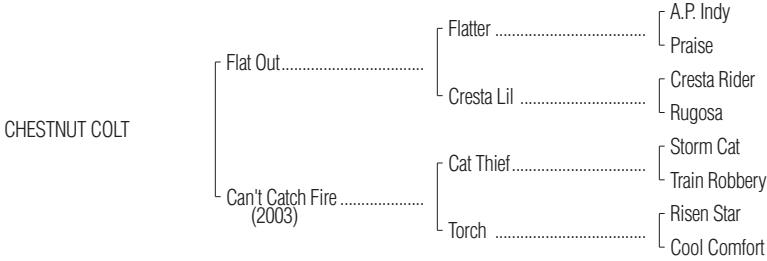 A.P. Indy
Flatter ....................................
Praise
Flat Out..................................
Cresta Rider
Cresta Lil ..............................
Rugosa
CHESTNUT COLT
Storm Cat
Cat Thief................................
Train Robbery
Can't Catch Fire ....................
(2003)
Risen Star
Torch ....................................
Cool Comfort